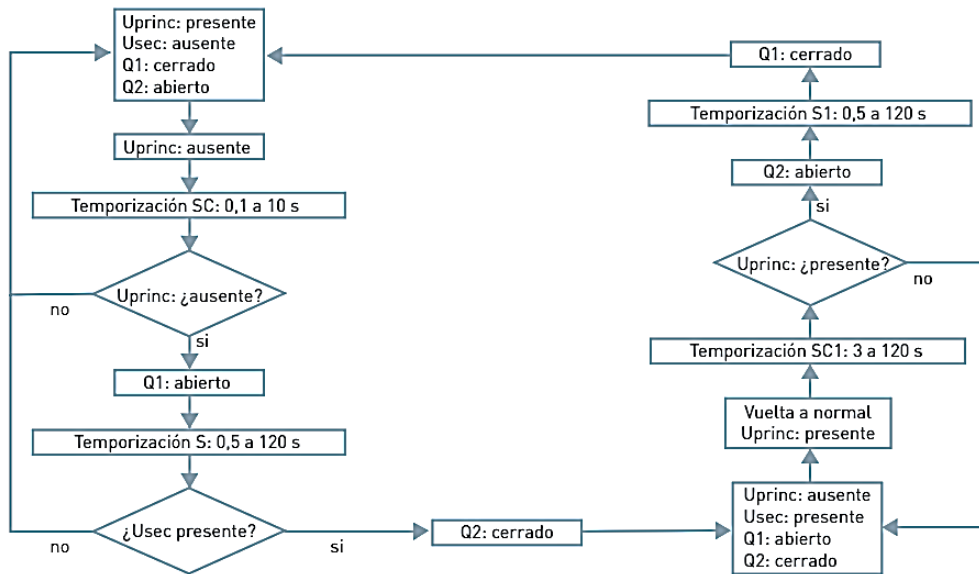 Uprinc: presente
Usec: ausente
Q1: cerrado
Q2: abierto
Uprinc: ausente
Temporización SC: 0,1 a 10 s
Uprinc: ¿ausente?
no
si
Q1: abierto
Temporización S: 0,5 a 120 s
¿Usec presente?
no
si
Q2: cerrado
Uprinc: ausente
Usec: presente
Q1: abierto
Q2: cerrado
Vuelta a normal
Uprinc: presente
Temporización SC1: 3 a 120 s
Uprinc: ¿presente?
no
si
Q2: abierto
Temporización S1: 0,5 a 120 s
Q1: cerrado